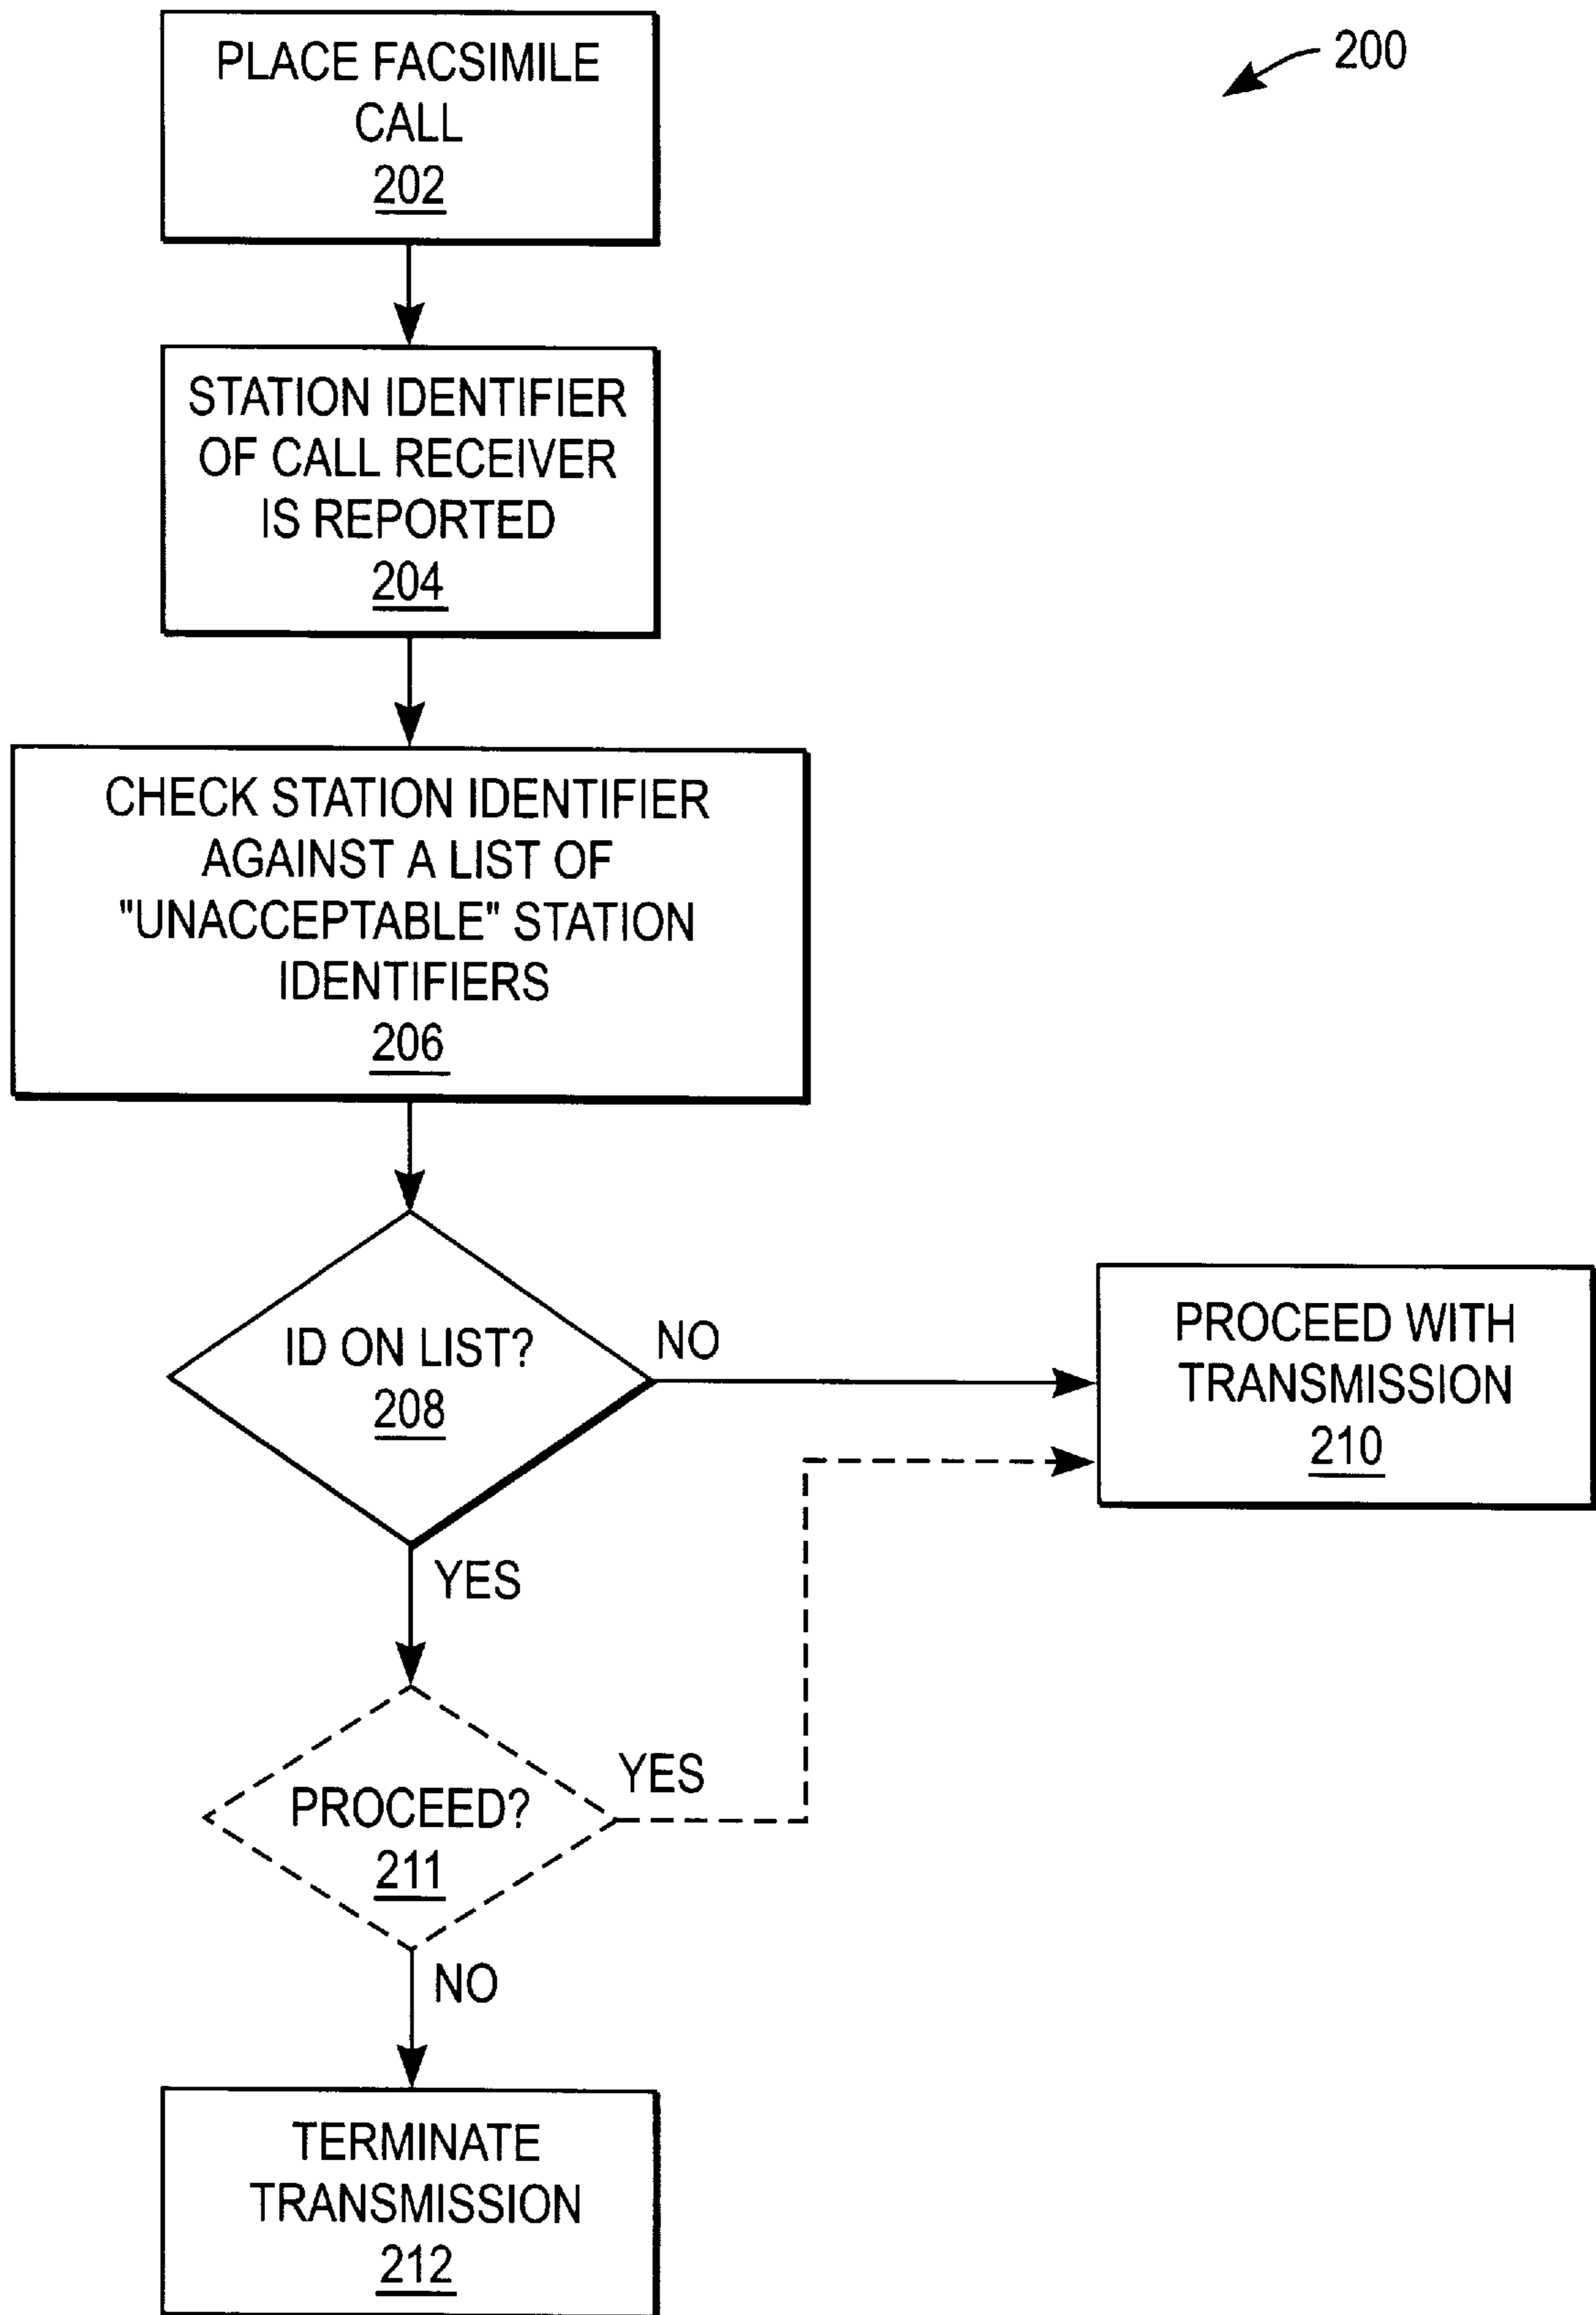 200
PLACE FACSIMILE
CALL
202
STATION IDENTIFIER
OF CALL RECEIVER
IS REPORTED
204
CHECK STATION IDENTIFIER
AGAINST A LIST OF
"UNACCEPTABLE" STATION
IDENTIFIERS
206
ID ON LIST?
208
NO
PROCEED WITH
TRANSMISSION
210
YES
PROCEED?
211
YES
NO
TERMINATE
TRANSMISSION
212